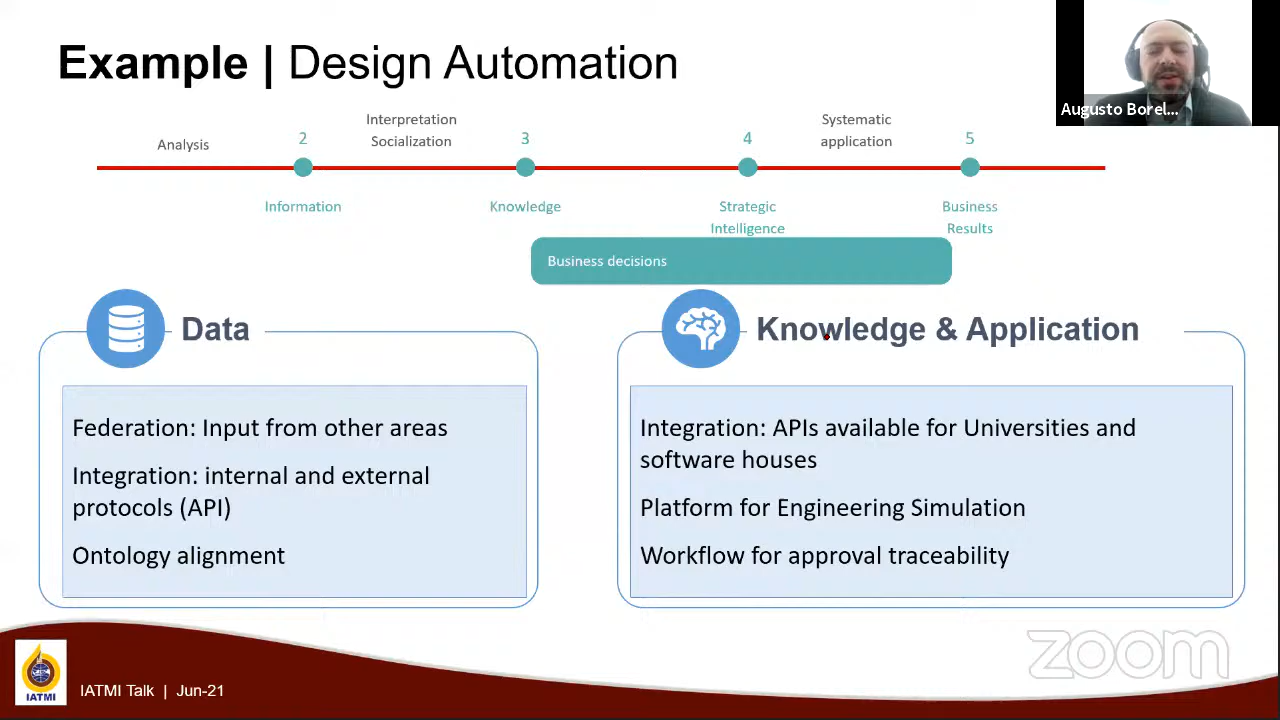 Example | Design Automation
Augusto Borel...
Analysis
2
Interpretation
Socialization
3
4
Systematic
application
5
Information
Knowledge
Strategic
Intelligence
Business
Results
Business decisions
Data
Knowledge & Application
Federation: Input from other areas
Integration: internal and external
protocols (API)
Ontology alignment
Integration: APIs available for Universities and
software houses
Platform for Engineering Simulation
Workflow for approval traceability
zoom
IATMI
IATMI Talk | Jun-21